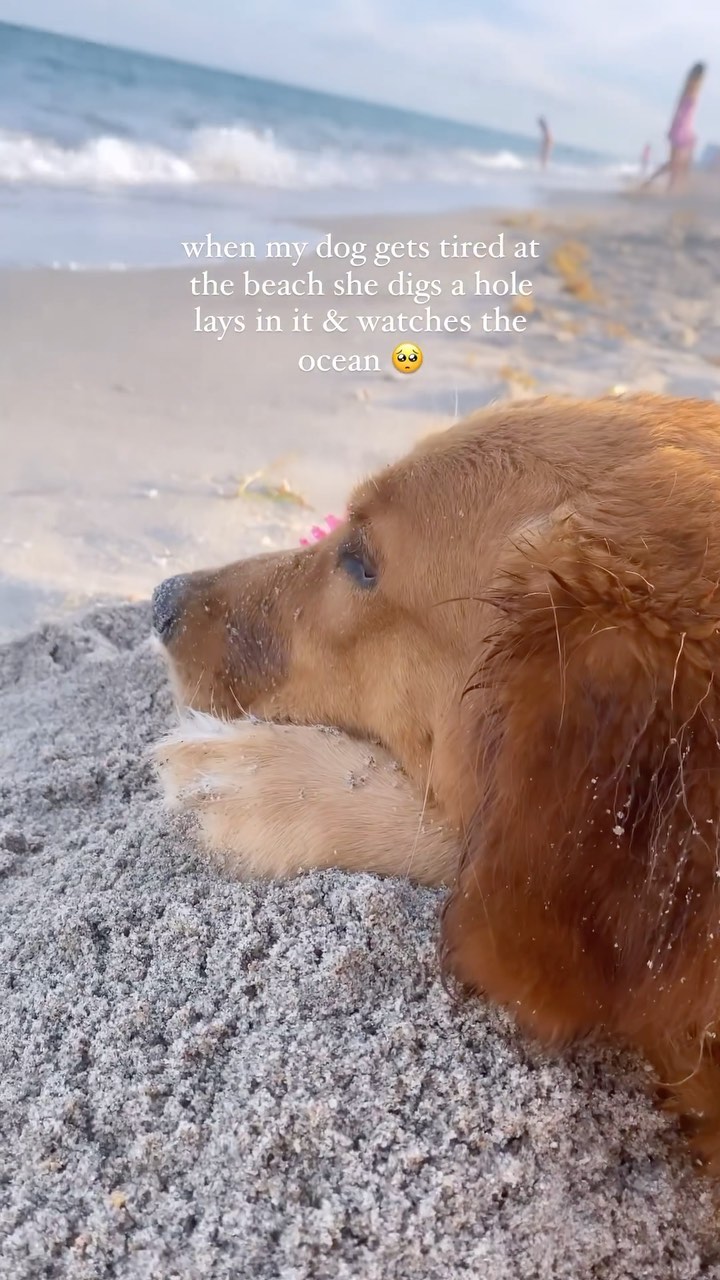 when my dog gets tired at
the beach she digs a hole
lays in it & watches the
ocean 🥺